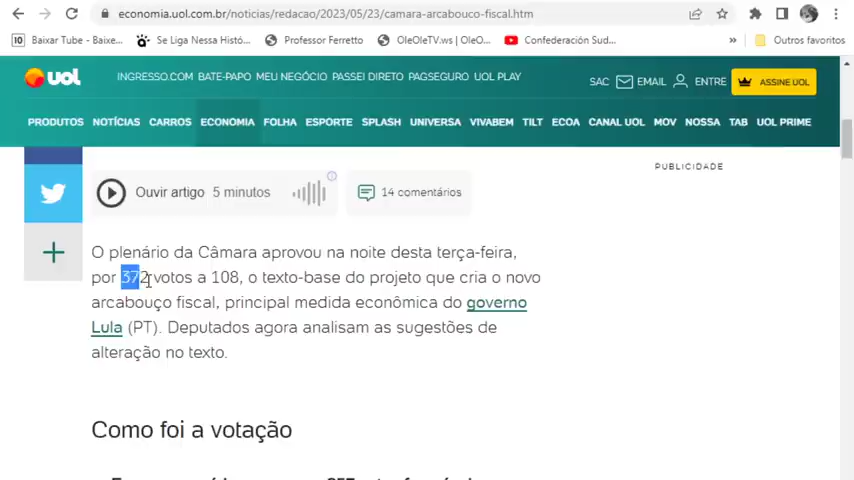 economia.uol.com.br/noticias/redacao/2023/05/23/camara-arcabouco-fiscal.htm
Baixar Tube - Baixe... Se Liga Nessa Histó... Professor Ferretto OleOleTV.ws | OleO... Confederación Sud... » Outros favoritos
UOL INGRESSO.COM BATE-PAPO MEU NEGÓCIO PASSEI DIRETO PAGSEGURO UOL PLAY SAC EMAIL ENTRE ASSINE UOL
PRODUTOS NOTÍCIAS CARROS ECONOMIA FOLHA ESPORTE SPLASH UNIVERSA VIVABEM TILT ECOA CANAL UOL MOV NOSSA TAB UOL PRIME
PUBLICIDADE
Ouvir artigo 5 minutos 14 comentários
O plenário da Câmara aprovou na noite desta terça-feira,
por 372 votos a 108, o texto-base do projeto que cria o novo
arcabouço fiscal, principal medida econômica do governo
Lula (PT). Deputados agora analisam as sugestões de
alteração no texto.
Como foi a votação